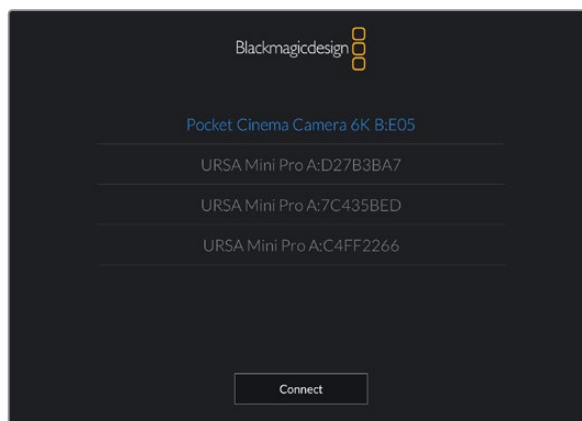 Blackmagicdesign
Pocket Cinema Camera 6K B:E05
URSA Mini Pro A:D27B3BA7
URSA Mini Pro A:7C435BED
URSA Mini Pro A:C4FF2266
Connect